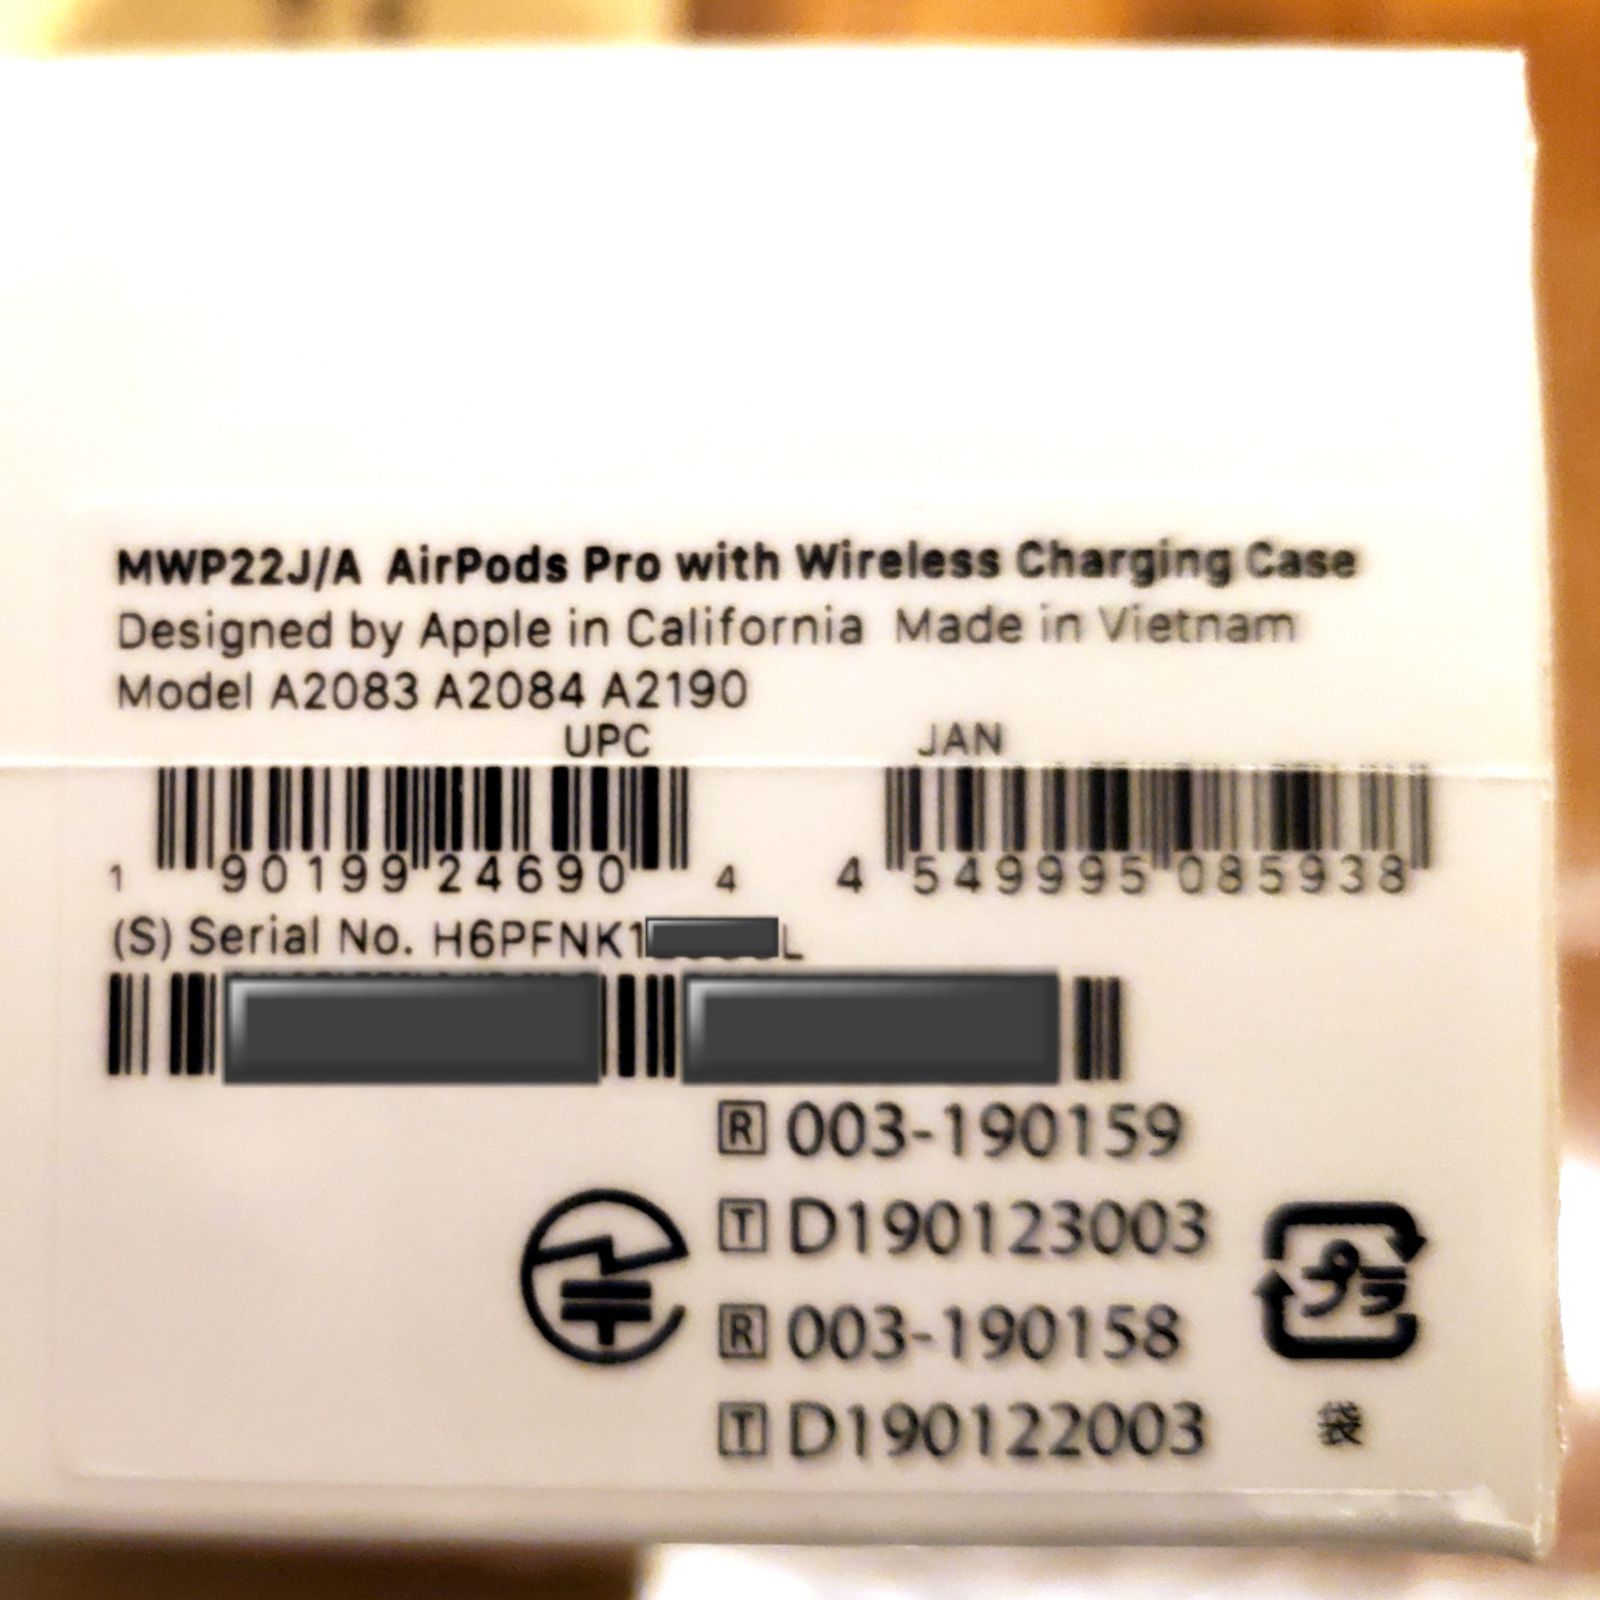 MWP22J/A AirPods Pro with Wireless Charging Case
Designed by Apple in California Made in Vietnam
Model A2083 A2084 A2190
UPC JAN
1 90199 24690 4 4 549995 085938
(S) Serial No. H6PFNK1 L
R 003-190159
T D190123003
R 003-190158
T D190122003
プラ
袋